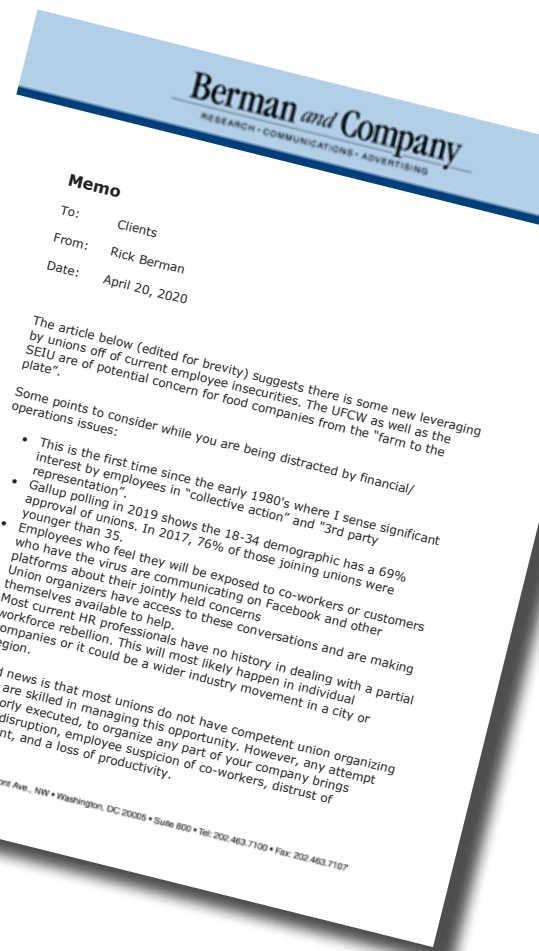 Berman and Company
RESEARCH • COMMUNICATIONS • ADVERTISING
Memo
To: Clients
From: Rick Berman
Date: April 20, 2020
The article below (edited for brevity) suggests there is some new leveraging
by unions off of current employee insecurities. The UFCW as well as the
SEIU are of potential concern for food companies from the “farm to the
plate”.
Some points to consider while you are being distracted by financial/
operations issues:
• This is the first time since the early 1980's where I sense significant
interest by employees in “collective action” and "3rd party
representation”.
• Gallup polling in 2019 shows the 18-34 demographic has a 69%
approval of unions. In 2017, 76% of those joining unions were
younger than 35.
• Employees who feel they will be exposed to co-workers or customers
who have the virus are communicating on Facebook and other
platforms about their jointly held concerns
Union organizers have access to these conversations and are making
themselves available to help.
Most current HR professionals have no history in dealing with a partial
workforce rebellion. This will most likely happen in individual
ompanies or it could be a wider industry movement in a city or
egion.
d news is that most unions do not have competent union organizing
are skilled in managing this opportunity. However, any attempt
orly executed, to organize any part of your company brings
disruption, employee suspicion of co-workers, distrust of
nt, and a loss of productivity.
ont Ave., NW • Washington, DC 20005 • Suite 800 • Tel: 202.463.7100 • Fax: 202.463.7107